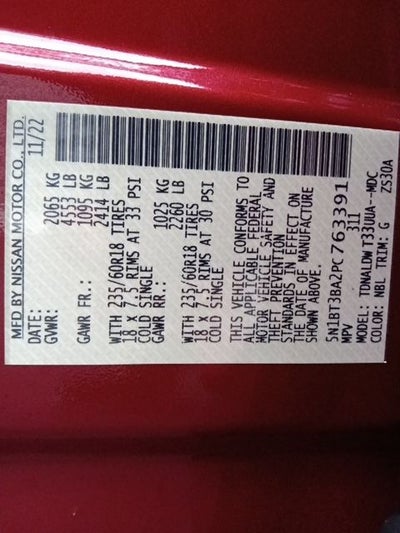 MFD BY NISSAN MOTOR CO., LTD.
DATE: 11/22
GVWR: 2065 KG
4553 LB
GAWR FR.: 1095 KG
2414 LB
WITH 235/60R18 TIRES
18 X 7.5 RIMS AT 33 PSI
COLD SINGLE
GAWR RR.: 1025 KG
2260 LB
WITH 235/60R18 TIRES
18 X 7.5 RIMS AT 30 PSI
COLD SINGLE
THIS VEHICLE CONFORMS TO
ALL APPLICABLE FEDERAL
MOTOR VEHICLE SAFETY AND
THEFT PREVENTION
STANDARDS IN EFFECT ON
THE DATE OF MANUFACTURE
SHOWN ABOVE.
5N1BT3BA2PC763391
MPV 311
MODEL: TDNALDWT33UUA--MDC
COLOR: NBL TRIM: G ZS30A